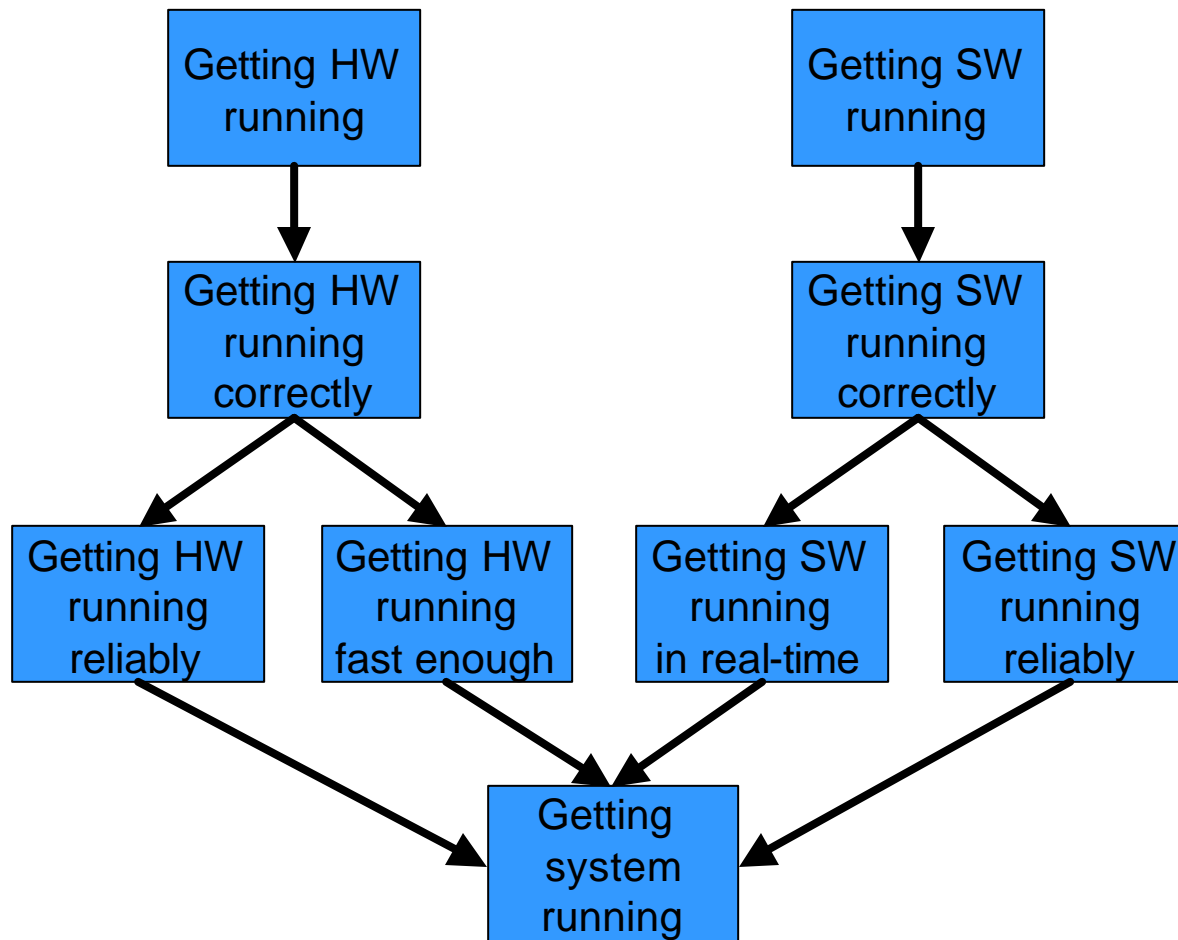 Getting HW
running
Getting SW
running
Getting HW
running
correctly
Getting SW
running
correctly
Getting HW
running
reliably
Getting HW
running
fast enough
Getting SW
running
in real-time
Getting SW
running
reliably
Getting
system
running